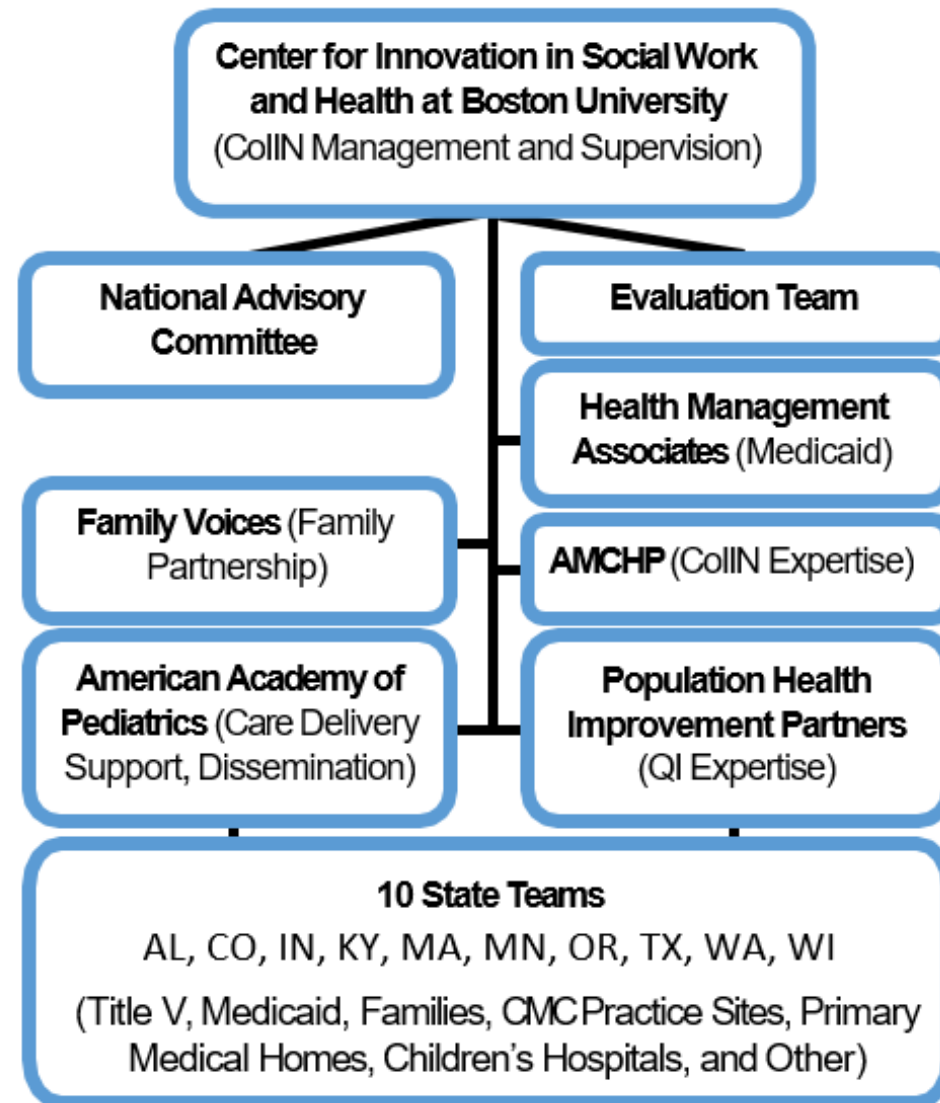 Center for Innovation in Social Work
and Health at Boston University
(CollN Management and Supervision)
National Advisory
Committee
Evaluation Team
Health Management
Associates (Medicaid)
Family Voices (Family
Partnership)
AMCHP (CollN Expertise)
American Academy of
Pediatrics (Care Delivery
Support, Dissemination)
Population Health
Improvement Partners
(QI Expertise)
10 State Teams
AL, CO, IN, KY, MA, MN, OR, TX, WA, WI
(Title V, Medicaid, Families, CMC Practice Sites, Primary
Medical Homes, Children's Hospitals, and Other)